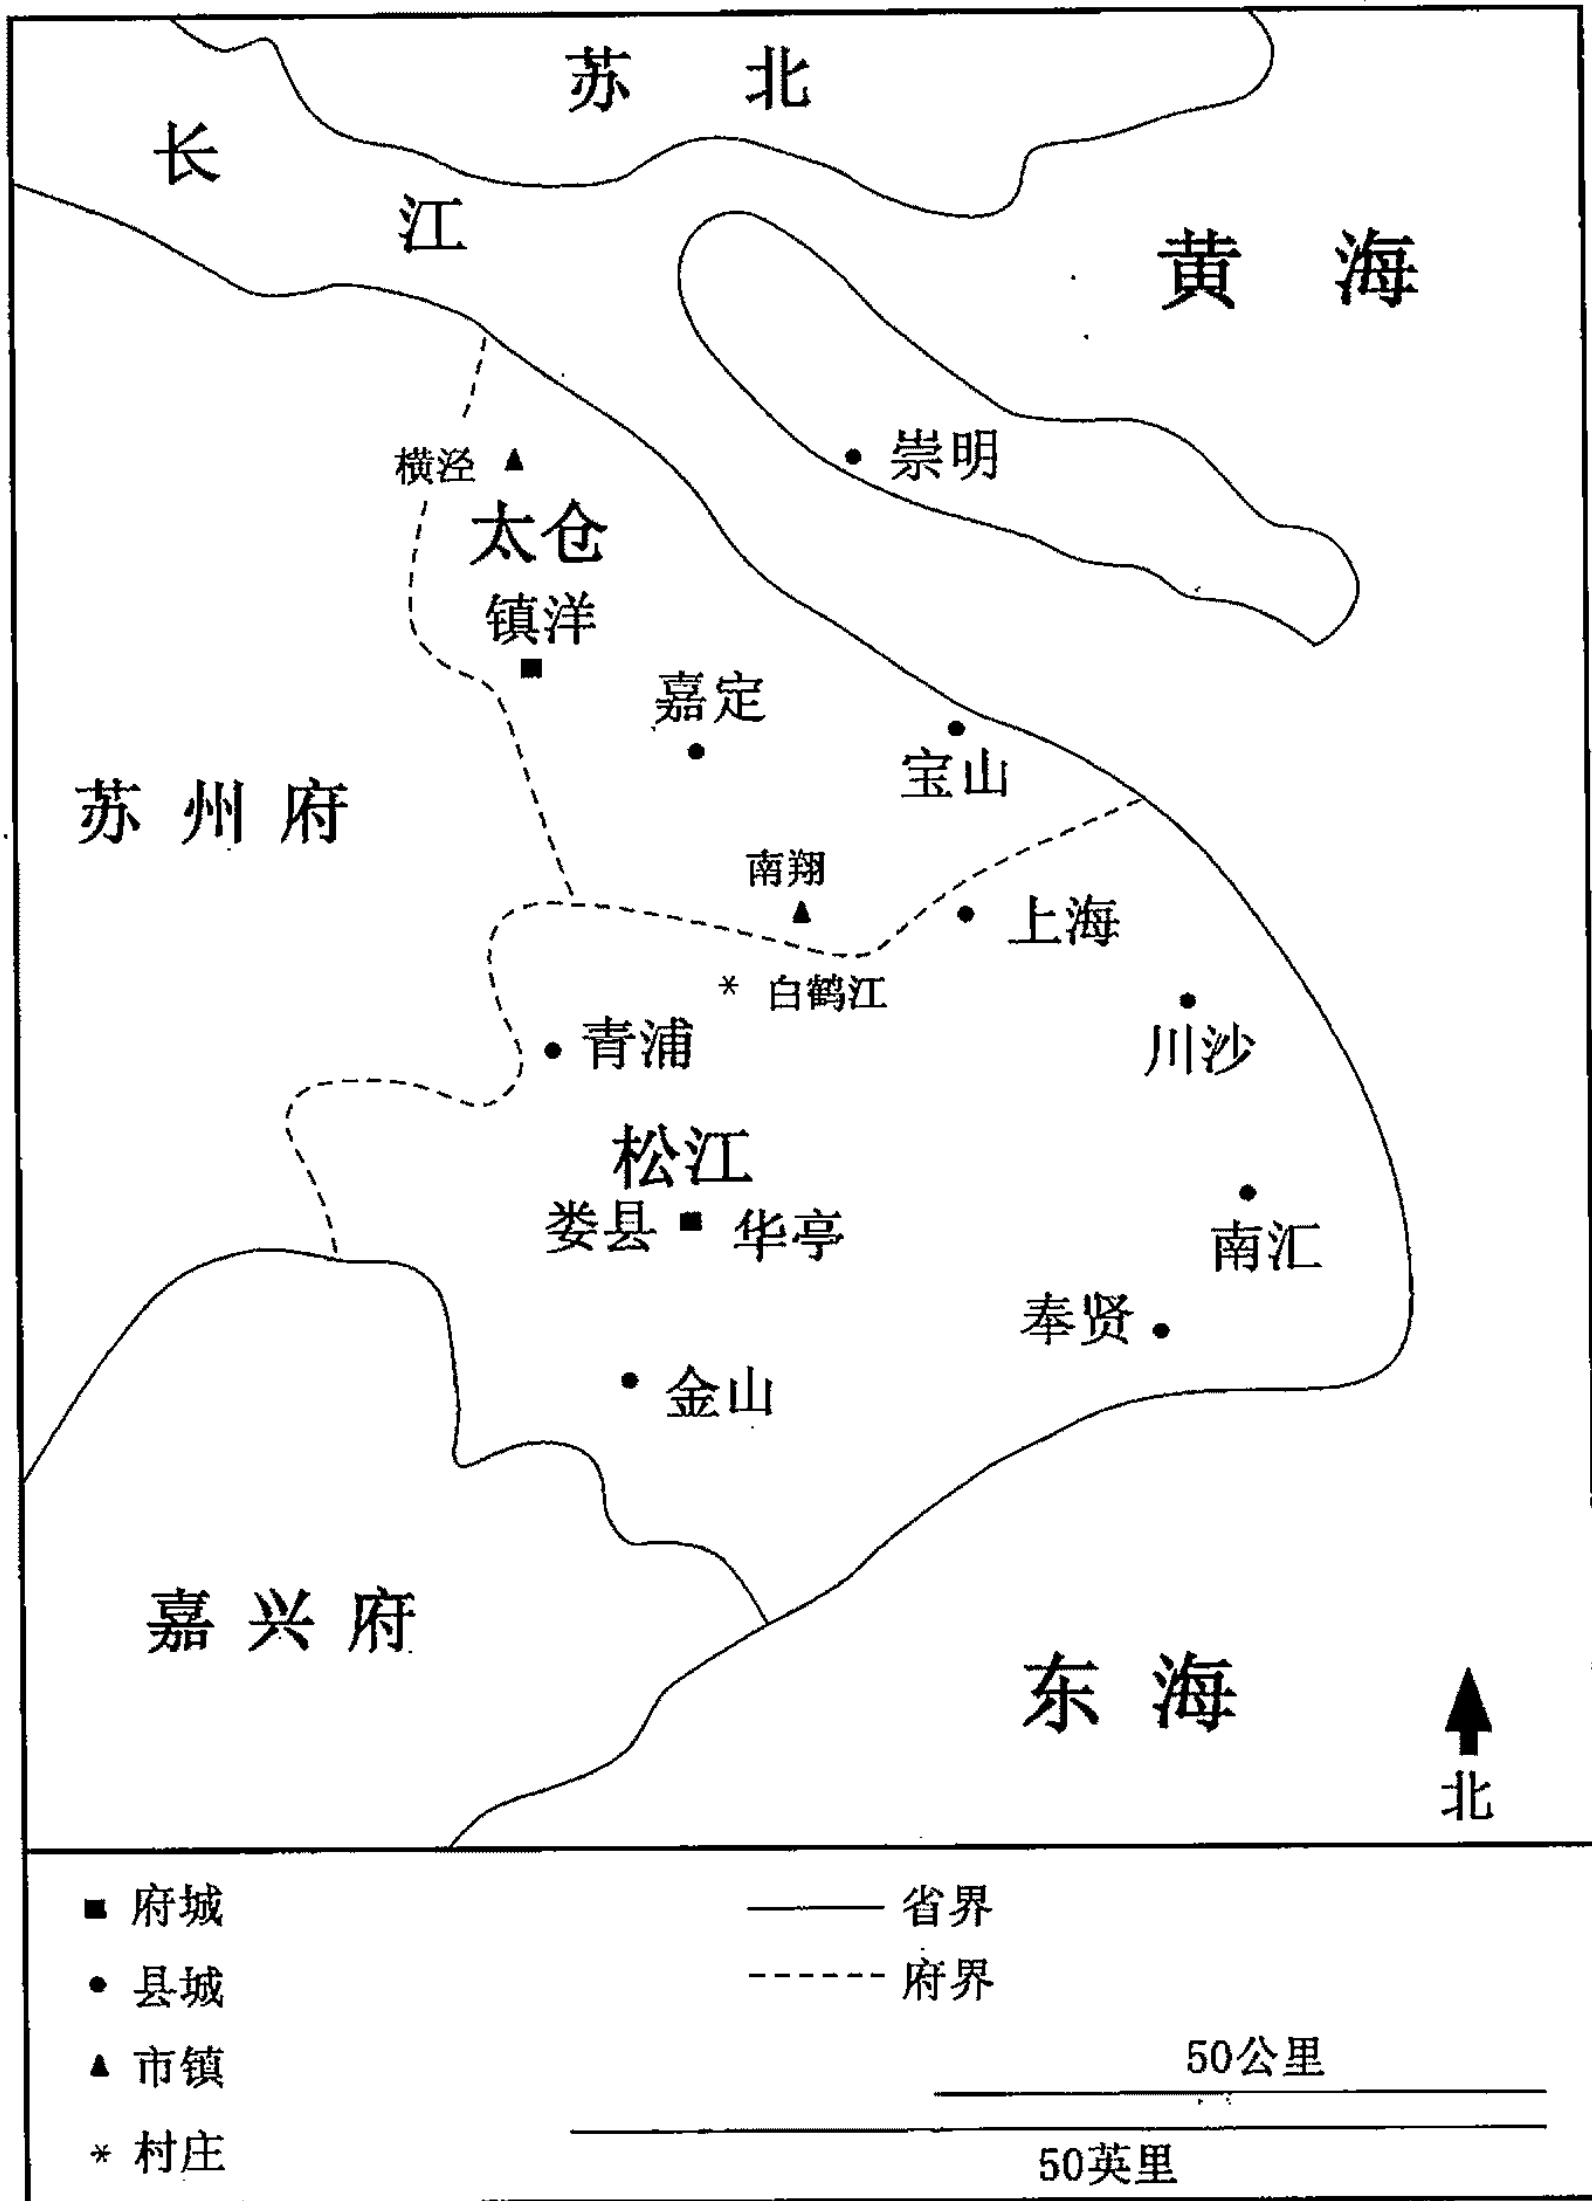 苏 北
长
江
黄 海
崇明
横泾
太仓
镇洋
嘉定
宝山
苏州府
南翔
上海
白鹤江
青浦
川沙
松江
娄县 华亭
南汇
奉贤
金山
嘉兴府
东海
北
府城
省界
县城
府界
市镇
50公里
村庄
50英里